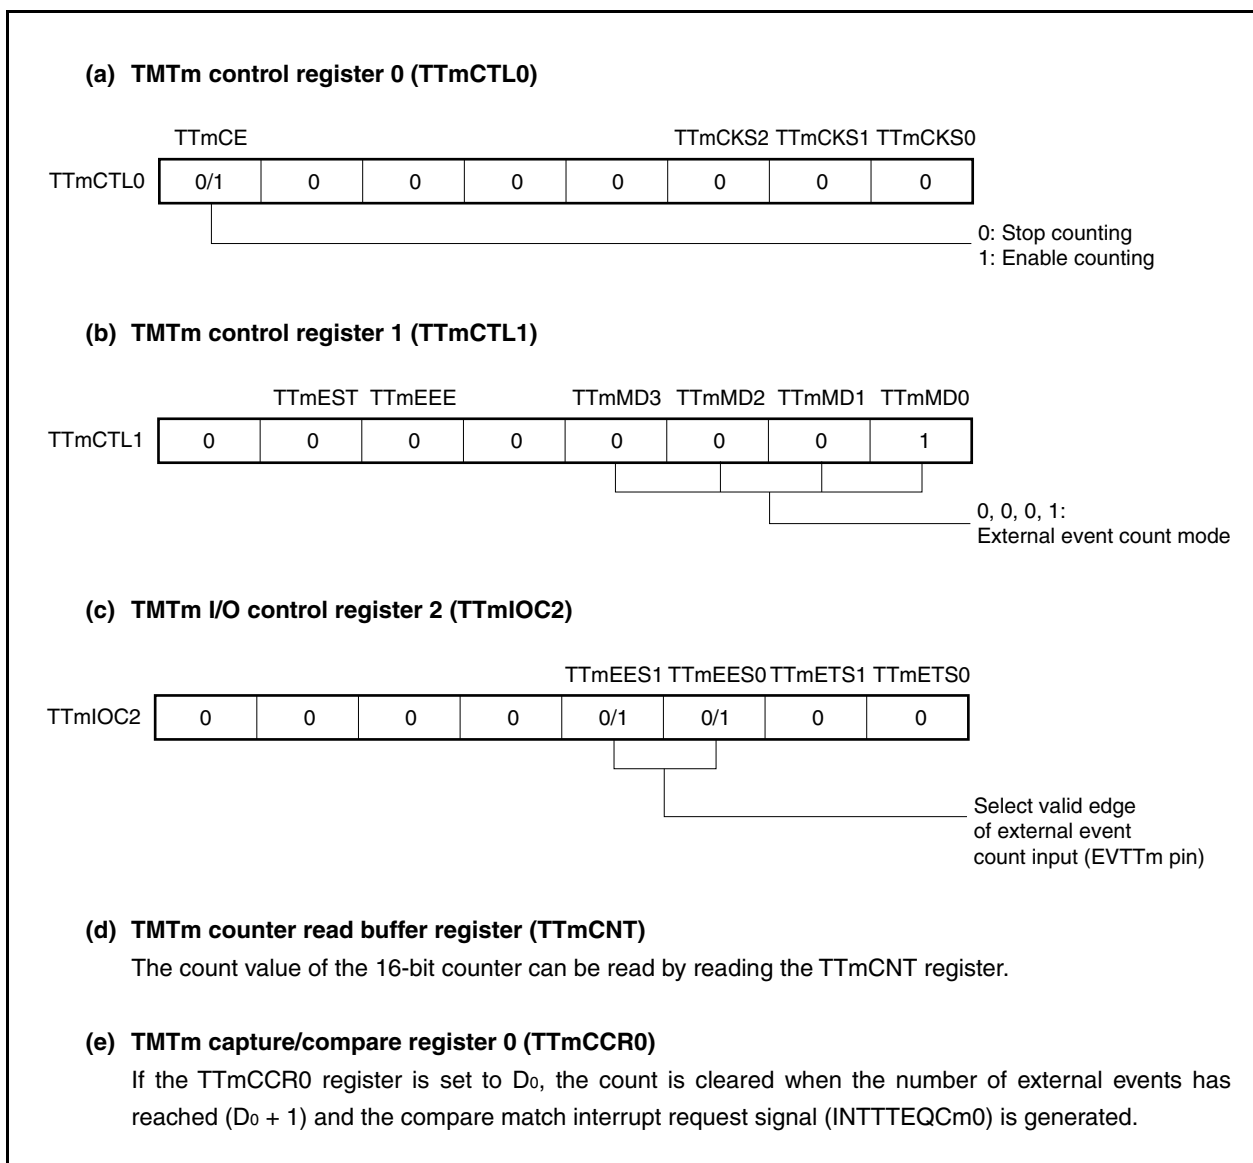 (a) TMTm control register 0 (TTmCTL0)
TTmCE TTmCKS2 TTmCKS1 TTmCKS0
TTmCTL0 0/1 0 0 0 0 0 0 0
0: Stop counting
1: Enable counting
(b) TMTm control register 1 (TTmCTL1)
TTmEST TTmEEE TTmMD3 TTmMD2 TTmMD1 TTmMD0
TTmCTL1 0 0 0 0 0 0 0 1
0, 0, 0, 1:
External event count mode
(c) TMTm I/O control register 2 (TTmIOC2)
TTmEES1 TTmEES0 TTmETS1 TTmETS0
TTmIOC2 0 0 0 0 0/1 0/1 0 0
Select valid edge
of external event
count input (EVTTm pin)
(d) TMTm counter read buffer register (TTmCNT)
The count value of the 16-bit counter can be read by reading the TTmCNT register.
(e) TMTm capture/compare register 0 (TTmCCR0)
If the TTmCCR0 register is set to D0, the count is cleared when the number of external events has
reached (D0 + 1) and the compare match interrupt request signal (INTTTEQCm0) is generated.